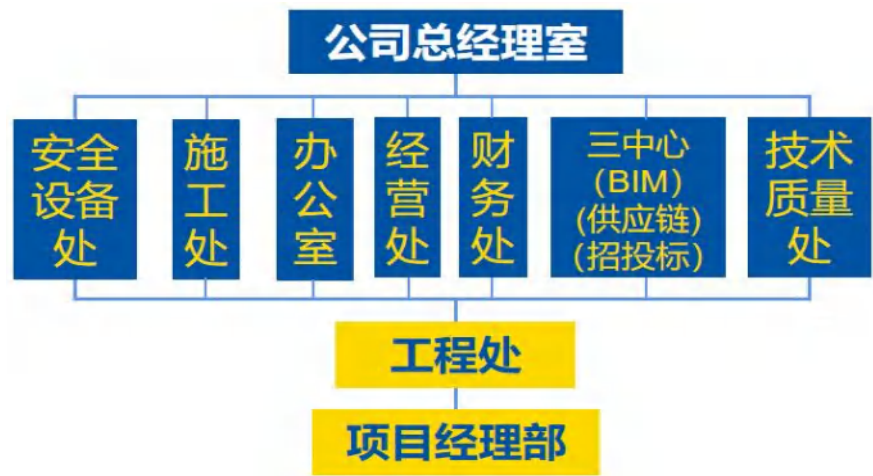 公司总经理室
安全
设备
处
施
工
处
办
公
室
经
营
处
财
务
处
三中心
（BIM）
(供应链)
（招投标）
技术
质量
处
工程处
项目经理部